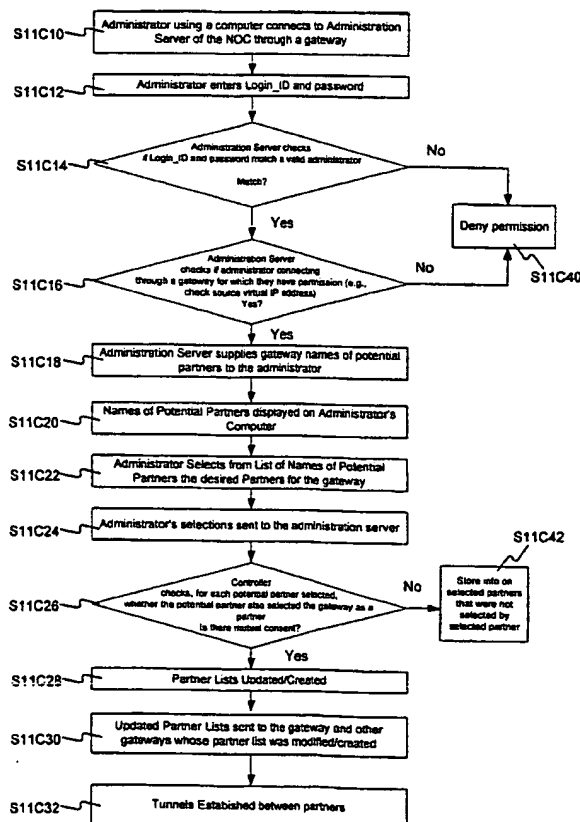 S11C10
Administrator using a computer connects to Administration
Server of the NOC through a gateway
S11C12
Administrator enters Login_ID and password
S11C14
Administration Server checks
if Login_ID and password match a valid administrator
Match?
No
Yes
Deny permission
S11C40
S11C16
Administration Server
checks if administrator connecting
through a gateway for which they have permission (e.g.,
check source virtual IP address)
Yes?
No
Yes
S11C18
Administration Server supplies gateway names of potential
partners to the administrator
S11C20
Names of Potential Partners displayed on Administrator's
Computer
S11C22
Administrator Selects from List of Names of Potential
Partners the desired Partners for the gateway
S11C24
Administrator's selections sent to the administration server
S11C42
Store info on
selected partners
that were not
selected by
selected partner
S11C26
Controller
checks, for each potential partner selected,
whether the potential partner also selected the gateway as a
partner
Is there mutual consent?
No
Yes
S11C28
Partner Lists Updated/Created
S11C30
Updated Partner Lists sent to the gateway and other
gateways whose partner list was modified/created
S11C32
Tunnels Established between partners